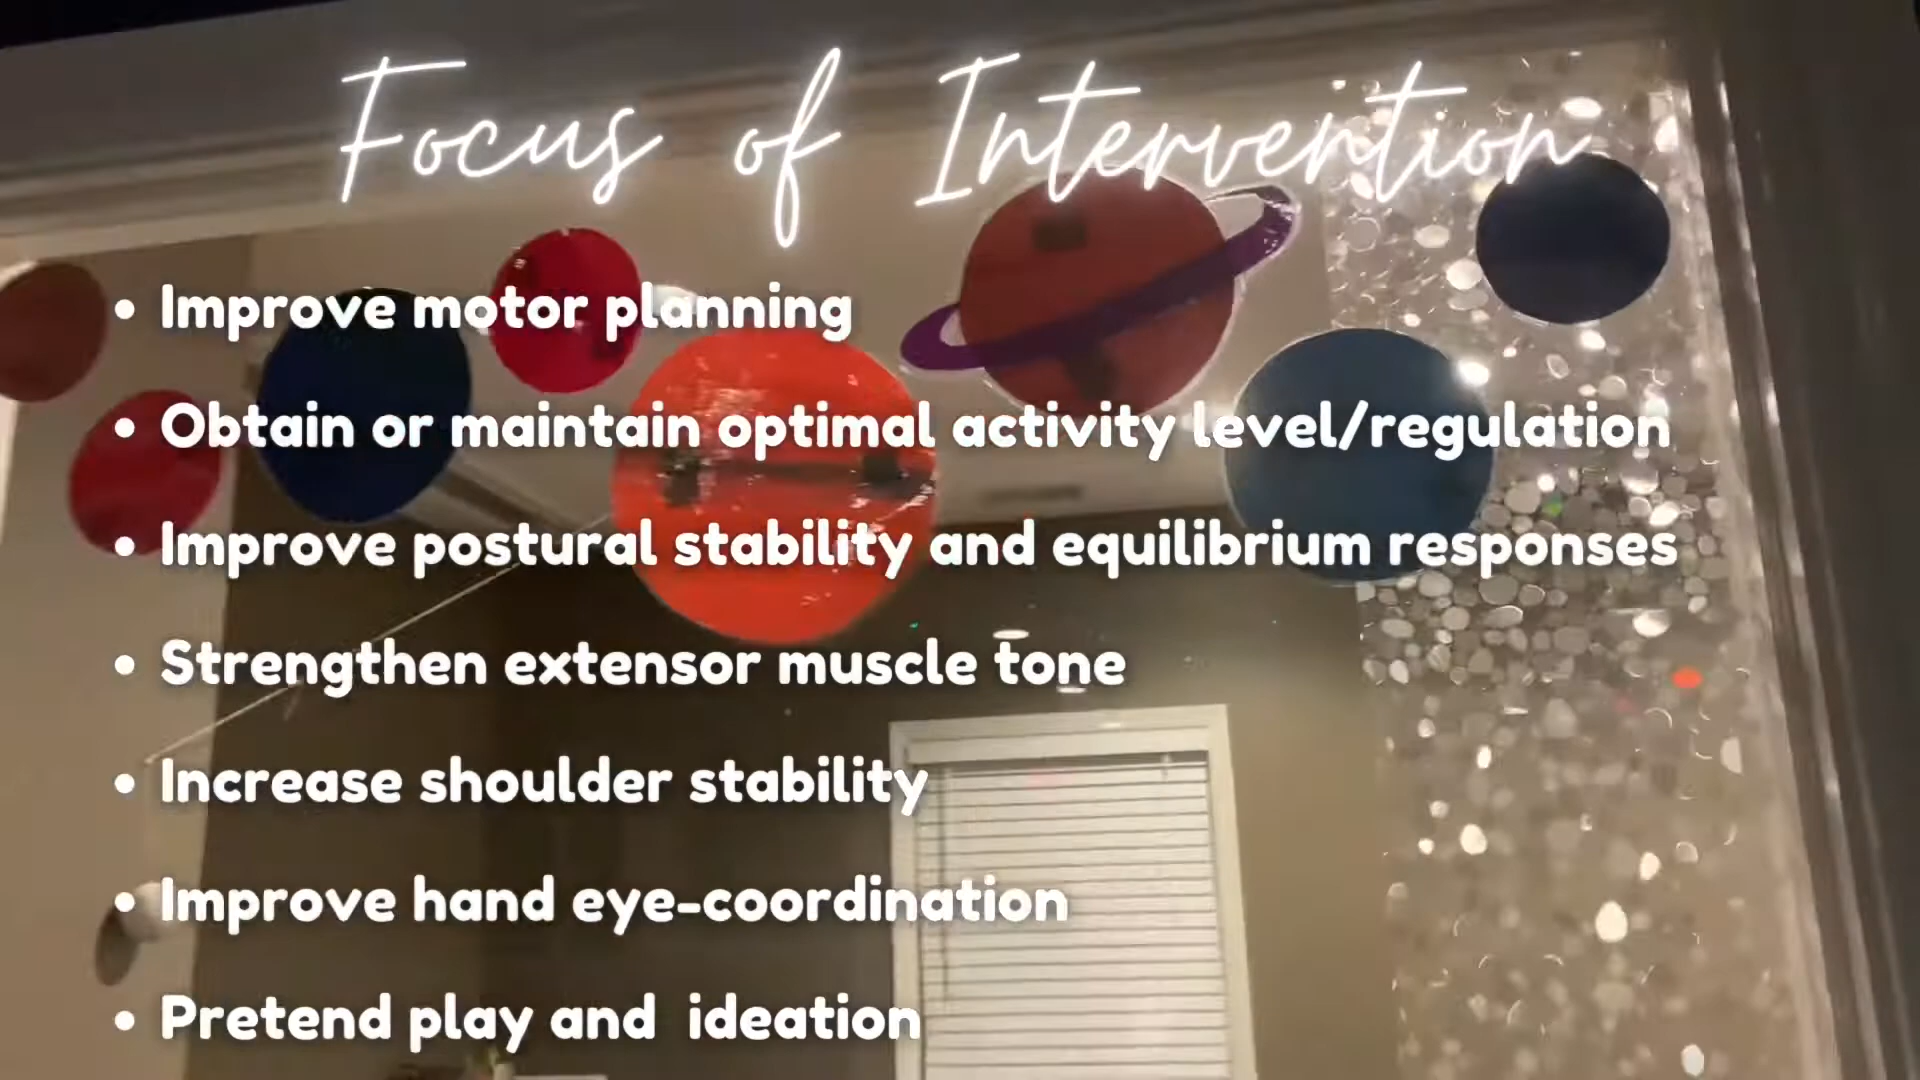 Focus of Intervention
• Improve motor planning
• Obtain or maintain optimal activity level/regulation
• Improve postural stability and equilibrium responses
• Strengthen extensor muscle tone
• Increase shoulder stability
• Improve hand eye-coordination
• Pretend play and  ideation